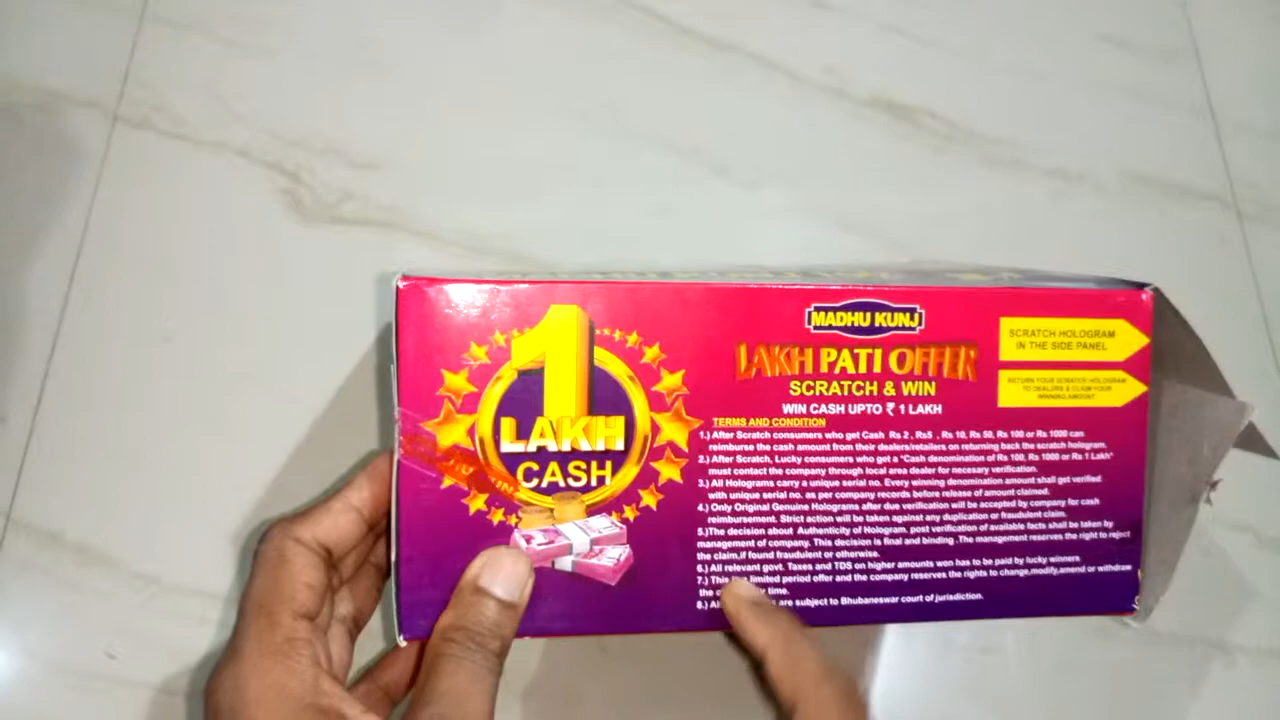 1
LAKH
CASH
MADHU KUNJ
LAKH PATI OFFER
SCRATCH & WIN
WIN CASH UPTO ₹ 1 LAKH
SCRATCH HOLOGRAM
IN THE SIDE PANEL
RETURN YOUR SCRATCH HOLOGRAM
TO DEALERS & CLAIM YOUR
WINNING AMOUNT.
TERMS AND CONDITION
1.) After Scratch consumers who get Cash Rs 2 , Rs5 , Rs 10, Rs 50, Rs 100 or Rs 1000 can
reimburse the cash amount from their dealers/retailers on returning back the scratch hologram.
2.) After Scratch, Lucky consumers who get a "Cash denomination of Rs 100, Rs 1000 or Rs 1 Lakh"
must contact the company through local area dealer for necesary verification.
3.) All Holograms carry a unique serial no. Every winning denomination amount shall get verified
with unique serial no. as per company records before release of amount claimed.
4.) Only Original Genuine Holograms after due verification will be accepted by company for cash
reimbursement. Strict action will be taken against any duplication or fraudulent claim.
5.)The decision about Authenticity of Hologram. post verification of available facts shall be taken by
management of company. This decision is final and binding .The management reserves the right to reject
the claim,if found fraudulent or otherwise.
6.) All relevant govt. Taxes and TDS on higher amounts won has to be paid by lucky winners
7.) This limited period offer and the company reserves the rights to change,modify,amend or withdraw
the time.
8.) are subject to Bhubaneswar court of jurisdiction.